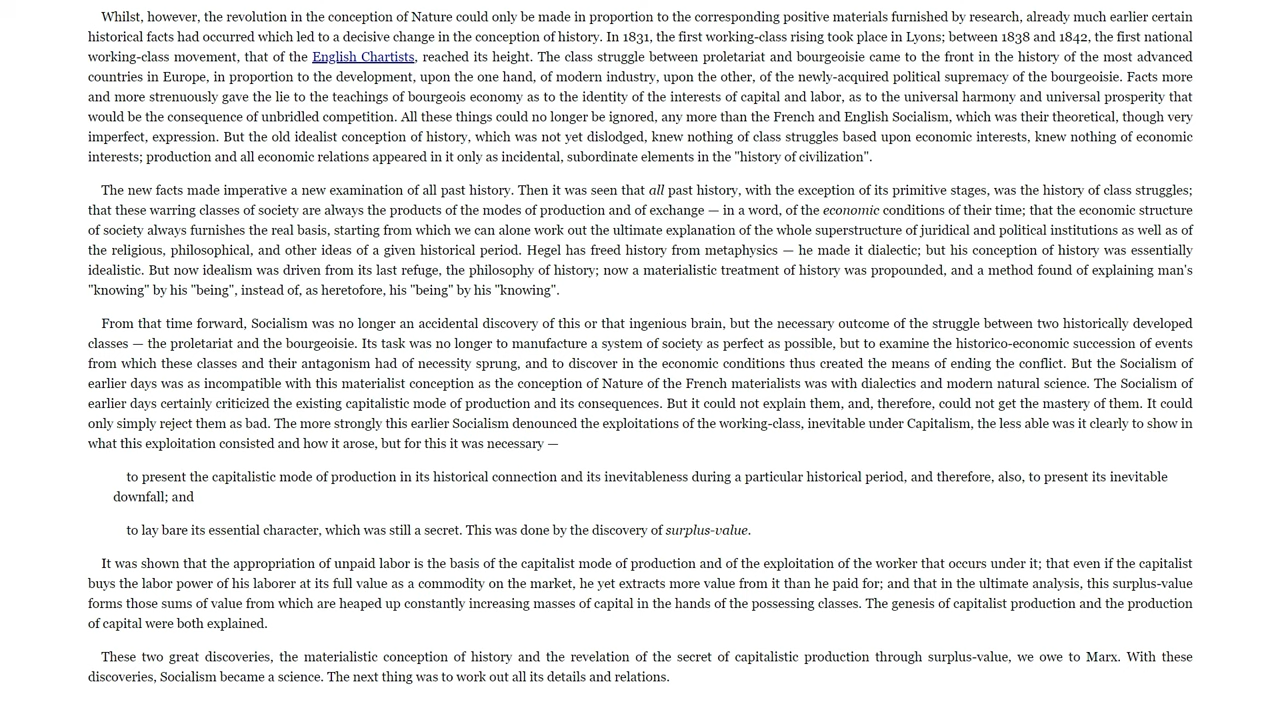 Whilst, however, the revolution in the conception of Nature could only be made in proportion to the corresponding positive materials furnished by research, already much earlier certain
historical facts had occurred which led to a decisive change in the conception of history. In 1831, the first working-class rising took place in Lyons; between 1838 and 1842, the first national
working-class movement, that of the English Chartists, reached its height. The class struggle between proletariat and bourgeoisie came to the front in the history of the most advanced
countries in Europe, in proportion to the development, upon the one hand, of modern industry, upon the other, of the newly-acquired political supremacy of the bourgeoisie. Facts more
and more strenuously gave the lie to the teachings of bourgeois economy as to the identity of the interests of capital and labor, as to the universal harmony and universal prosperity that
would be the consequence of unbridled competition. All these things could no longer be ignored, any more than the French and English Socialism, which was their theoretical, though very
imperfect, expression. But the old idealist conception of history, which was not yet dislodged, knew nothing of class struggles based upon economic interests, knew nothing of economic
interests; production and all economic relations appeared in it only as incidental, subordinate elements in the "history of civilization".
The new facts made imperative a new examination of all past history. Then it was seen that all past history, with the exception of its primitive stages, was the history of class struggles;
that these warring classes of society are always the products of the modes of production and of exchange — in a word, of the economic conditions of their time; that the economic structure
of society always furnishes the real basis, starting from which we can alone work out the ultimate explanation of the whole superstructure of juridical and political institutions as well as of
the religious, philosophical, and other ideas of a given historical period. Hegel has freed history from metaphysics — he made it dialectic; but his conception of history was essentially
idealistic. But now idealism was driven from its last refuge, the philosophy of history; now a materialistic treatment of history was propounded, and a method found of explaining man's
"knowing" by his "being", instead of, as heretofore, his "being" by his "knowing".
From that time forward, Socialism was no longer an accidental discovery of this or that ingenious brain, but the necessary outcome of the struggle between two historically developed
classes — the proletariat and the bourgeoisie. Its task was no longer to manufacture a system of society as perfect as possible, but to examine the historico-economic succession of events
from which these classes and their antagonism had of necessity sprung, and to discover in the economic conditions thus created the means of ending the conflict. But the Socialism of
earlier days was as incompatible with this materialist conception as the conception of Nature of the French materialists was with dialectics and modern natural science. The Socialism of
earlier days certainly criticized the existing capitalistic mode of production and its consequences. But it could not explain them, and, therefore, could not get the mastery of them. It could
only simply reject them as bad. The more strongly this earlier Socialism denounced the exploitations of the working-class, inevitable under Capitalism, the less able was it clearly to show in
what this exploitation consisted and how it arose, but for this it was necessary —
to present the capitalistic mode of production in its historical connection and its inevitableness during a particular historical period, and therefore, also, to present its inevitable
downfall; and
to lay bare its essential character, which was still a secret. This was done by the discovery of surplus-value.
It was shown that the appropriation of unpaid labor is the basis of the capitalist mode of production and of the exploitation of the worker that occurs under it; that even if the capitalist
buys the labor power of his laborer at its full value as a commodity on the market, he yet extracts more value from it than he paid for; and that in the ultimate analysis, this surplus-value
forms those sums of value from which are heaped up constantly increasing masses of capital in the hands of the possessing classes. The genesis of capitalist production and the production
of capital were both explained.
These two great discoveries, the materialistic conception of history and the revelation of the secret of capitalistic production through surplus-value, we owe to Marx. With these
discoveries, Socialism became a science. The next thing was to work out all its details and relations.